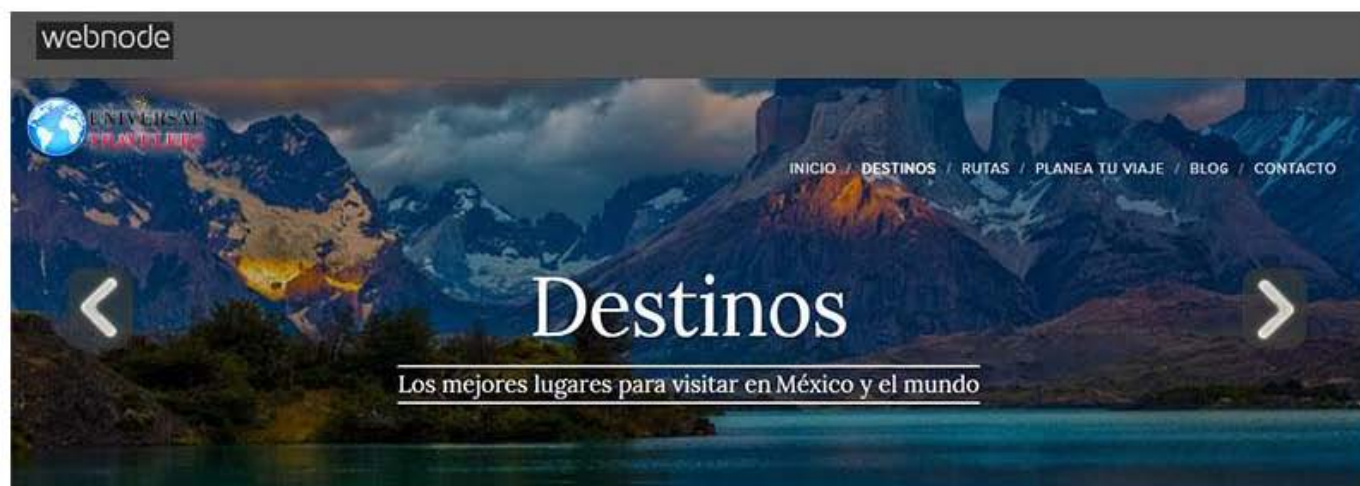 webnode
UNIVERSAL
TRAVELERS
INICIO / DESTINOS / RUTAS / PLANEA TU VIAJE / BLOG / CONTACTO
Destinos
Los mejores lugares para visitar en México y el mundo